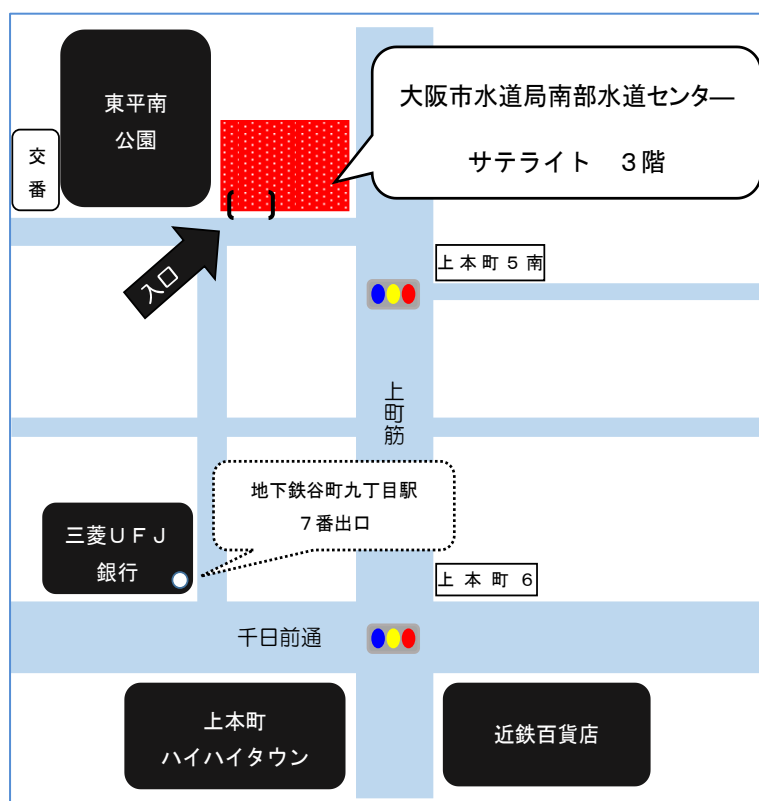 東平南
公園
交
番
大阪市水道局南部水道センター
サテライト　３階
入口
上本町５南
上町筋
地下鉄谷町九丁目駅
７番出口
三菱ＵＦＪ
銀行
上本町６
千日前通
上本町
ハイハイタウン
近鉄百貨店